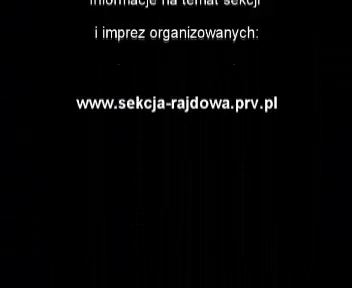 informacje na temat sekcji
i imprez organizowanych:
www.sekcja-rajdowa.prv.pl